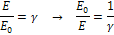 E/E₀ = γ → E₀/E = 1/γ